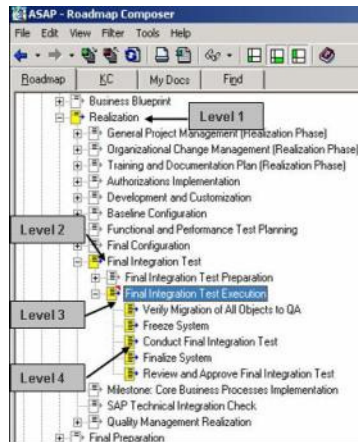 ASAP - Roadmap Composer
File Edit View Filter Tools Help
Roadmap KC My Docs Find
Business Blueprint
Realization Level 1
General Project Management (Realization Phase)
Organizational Change Management (Realization Phase)
Training and Documentation Plan (Realization Phase)
Authorizations Implementation
Development and Customization
Baseline Configuration
Level 2 Functional and Performance Test Planning
Final Configuration
Final Integration Test
Final Integration Test Preparation
Final Integration Test Execution
Level 3 Verify Migration of All Objects to QA
Freeze System
Conduct Final Integration Test
Level 4 Finalize System
Review and Approve Final Integration Test
Milestone: Core Business Processes Implementation
SAP Technical Integration Check
Quality Management Realization
Final Preparation